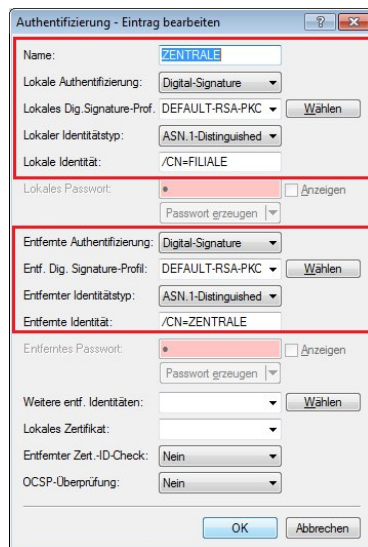 Authentifizierung - Eintrag bearbeiten
Name: ZENTRALE
Lokale Authentifizierung: Digital-Signature
Lokales Dig.Signature-Prof. DEFAULT-RSA-PKC Wählen
Lokaler Identitätstyp: ASN.1-Distinguished
Lokale Identität: /CN=FILIALE
Lokales Passwort: Anzeigen
Passwort erzeugen
Entfernte Authentifizierung: Digital-Signature
Entf. Dig. Signature-Profil: DEFAULT-RSA-PKC Wählen
Entfernter Identitätstyp: ASN.1-Distinguished
Entfernte Identität: /CN=ZENTRALE
Entferntes Passwort: Anzeigen
Passwort erzeugen
Weitere entf. Identitäten: Wählen
Lokales Zertifikat:
Entfernter Zert.-ID-Check: Nein
OCSP-Überprüfung: Nein
OK Abbrechen